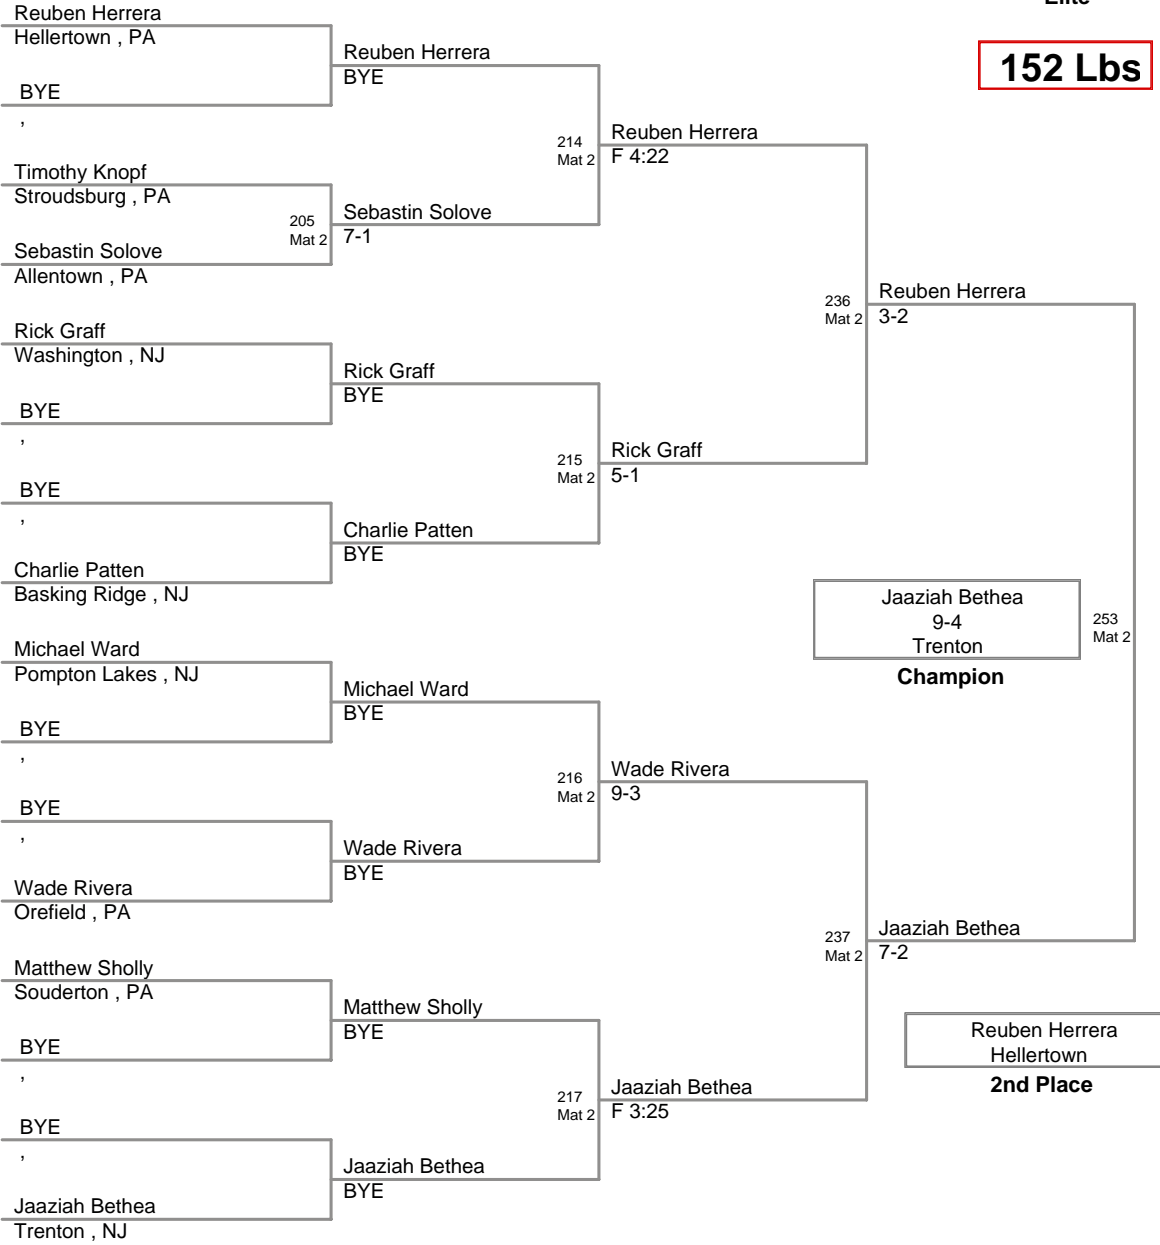 Elite
152 Lbs
Reuben Herrera
Hellertown , PA
BYE
,
Timothy Knopf
Stroudsburg , PA
Sebastin Solove
Allentown , PA
Rick Graff
Washington , NJ
BYE
,
BYE
,
Charlie Patten
Basking Ridge , NJ
Michael Ward
Pompton Lakes , NJ
BYE
,
BYE
,
Wade Rivera
Orefield , PA
Matthew Sholly
Souderton , PA
BYE
,
BYE
,
Jaaziah Bethea
Trenton , NJ
Reuben Herrera
BYE
205
Mat 2
Sebastin Solove
7-1
Rick Graff
BYE
Charlie Patten
BYE
Michael Ward
BYE
Wade Rivera
BYE
Matthew Sholly
BYE
Jaaziah Bethea
BYE
214
Mat 2
Reuben Herrera
F 4:22
215
Mat 2
Rick Graff
5-1
216
Mat 2
Wade Rivera
9-3
217
Mat 2
Jaaziah Bethea
F 3:25
236
Mat 2
Reuben Herrera
3-2
237
Mat 2
Jaaziah Bethea
7-2
253
Mat 2
Jaaziah Bethea
9-4
Trenton
Champion
Reuben Herrera
Hellertown
2nd Place